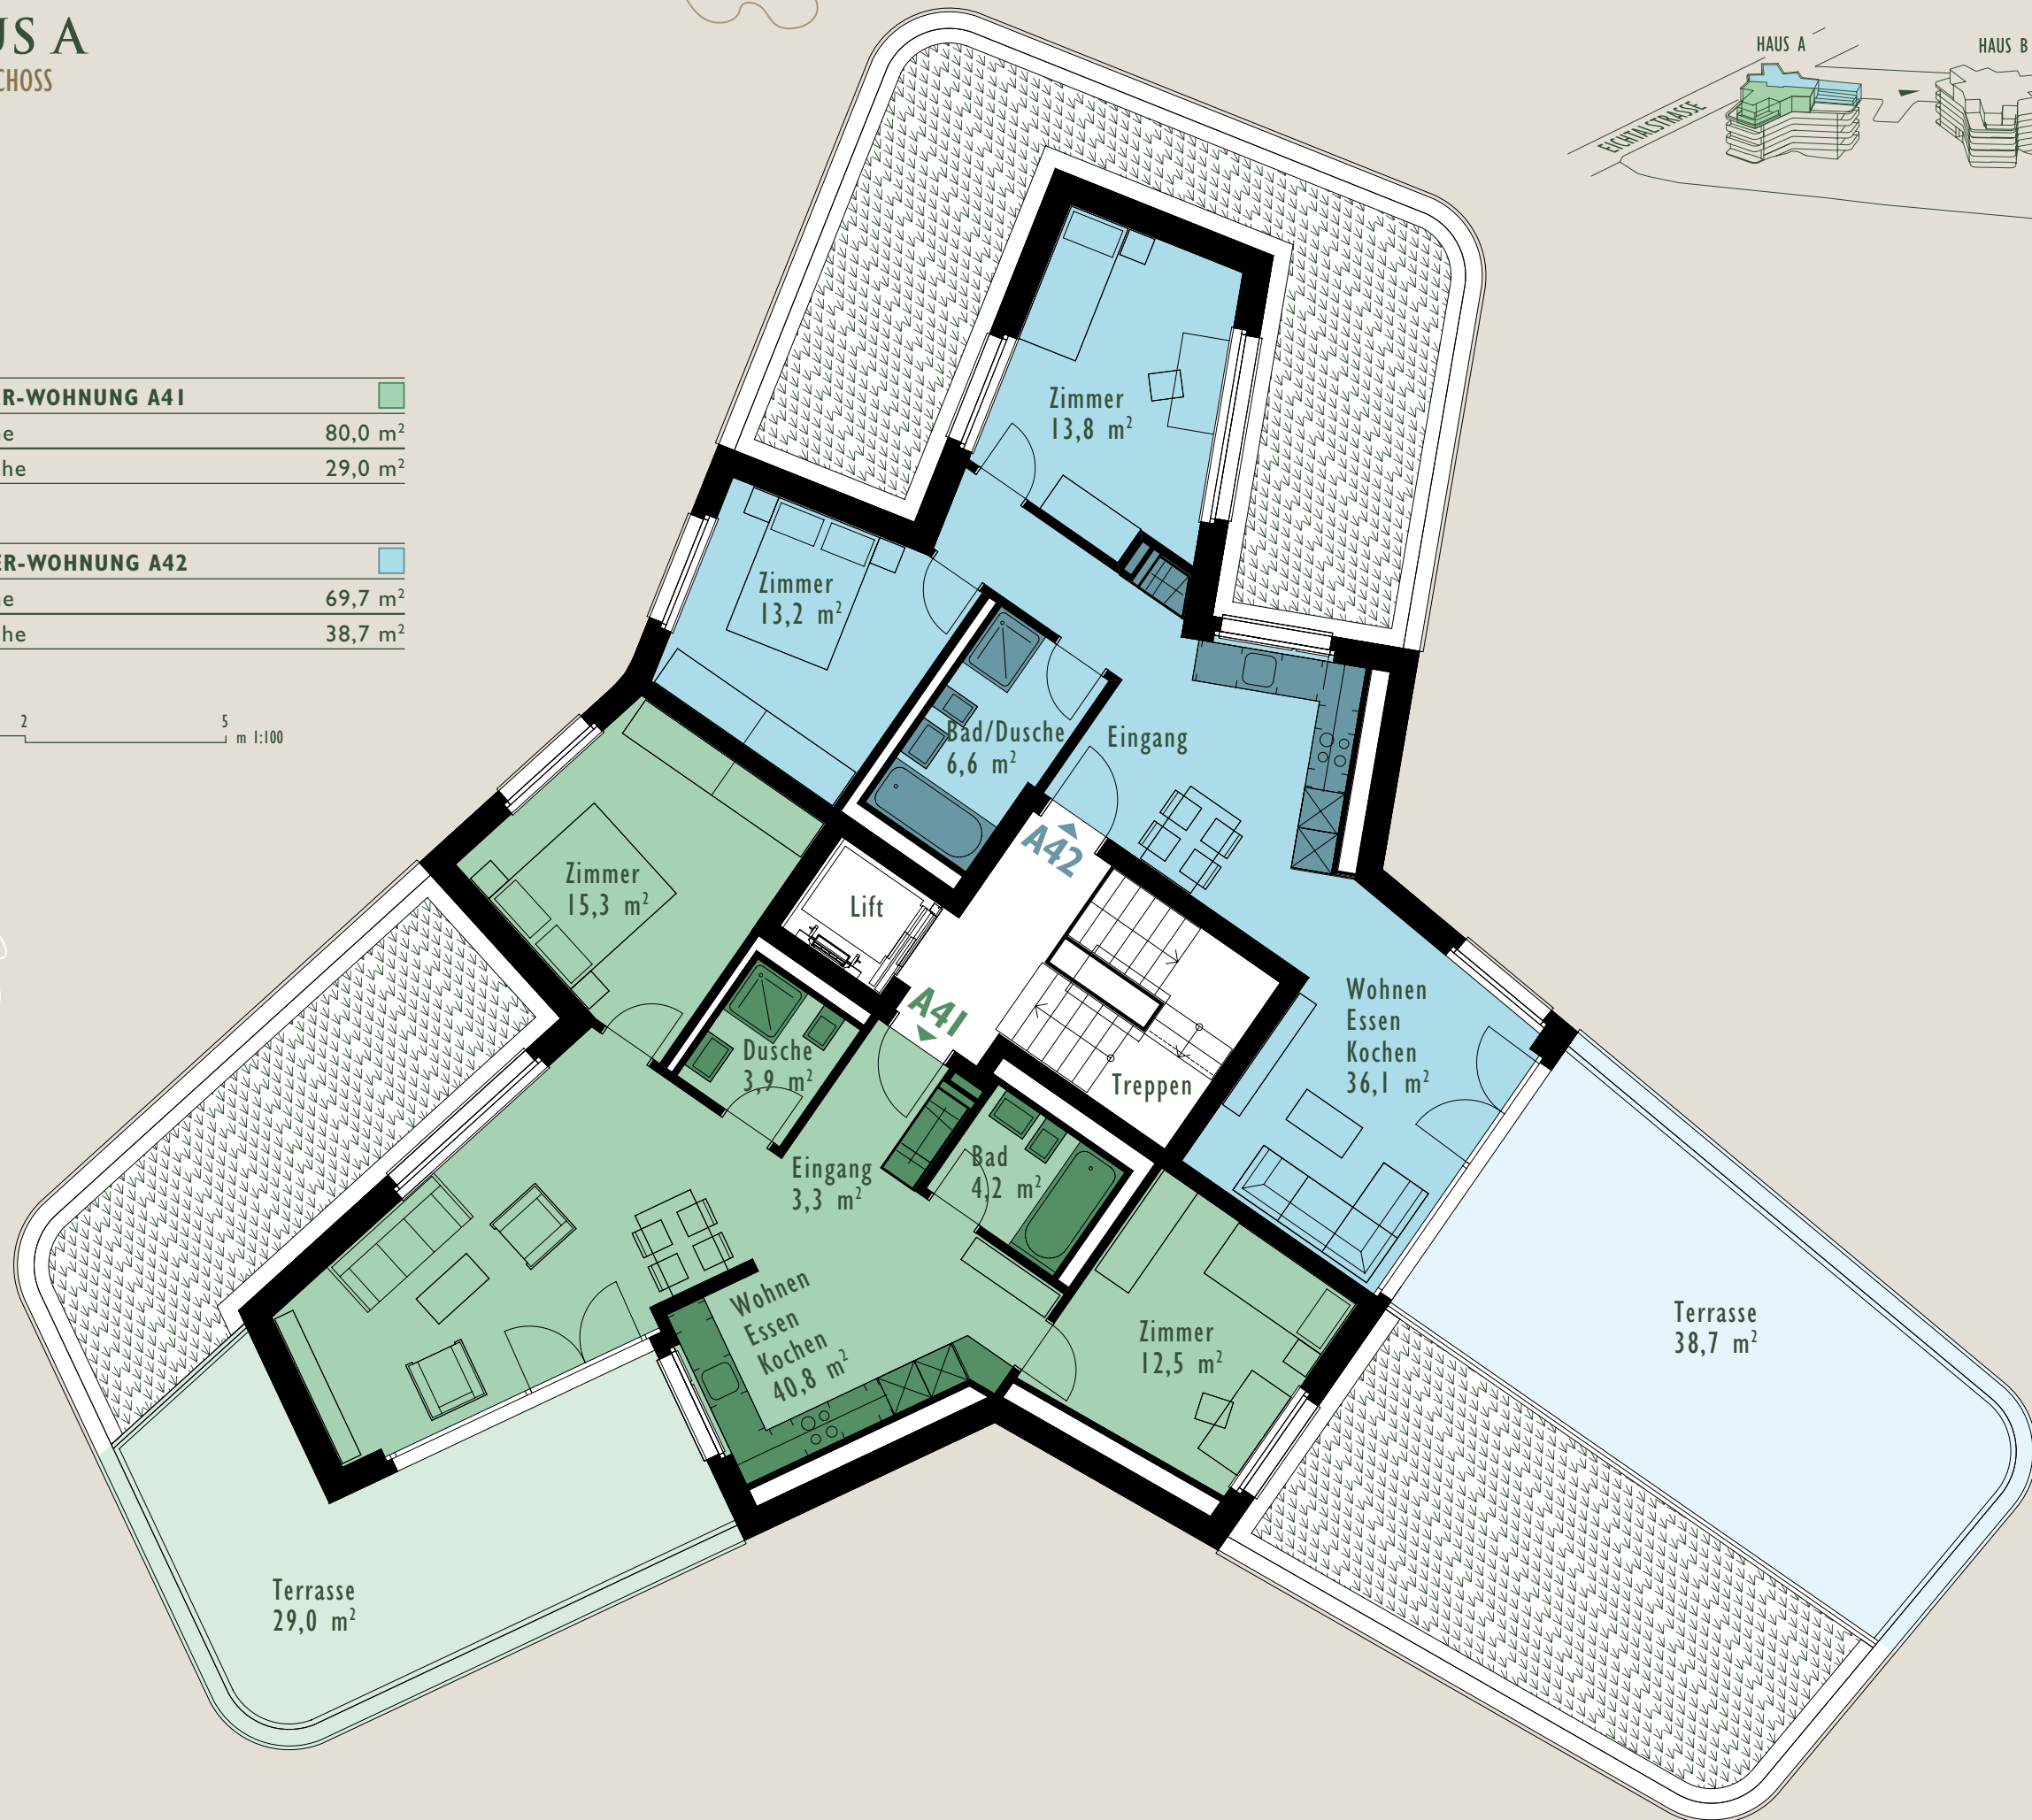 US A
CHOSS
HAUS A
HAUS B
EICHTALSTRASSE
ER-WOHNUNG A41
he 80,0 m²
che 29,0 m²
ER-WOHNUNG A42
he 69,7 m²
che 38,7 m²
2 5 m 1:100
Zimmer
13,8 m²
Zimmer
13,2 m²
Bad/Dusche
6,6 m²
Eingang
A42
Zimmer
15,3 m²
Lift
A41
Wohnen
Essen
Kochen
36,1 m²
Dusche
3,9 m²
Treppen
Eingang
3,3 m²
Bad
4,2 m²
Wohnen
Essen
Kochen
40,8 m²
Zimmer
12,5 m²
Terrasse
38,7 m²
Terrasse
29,0 m²